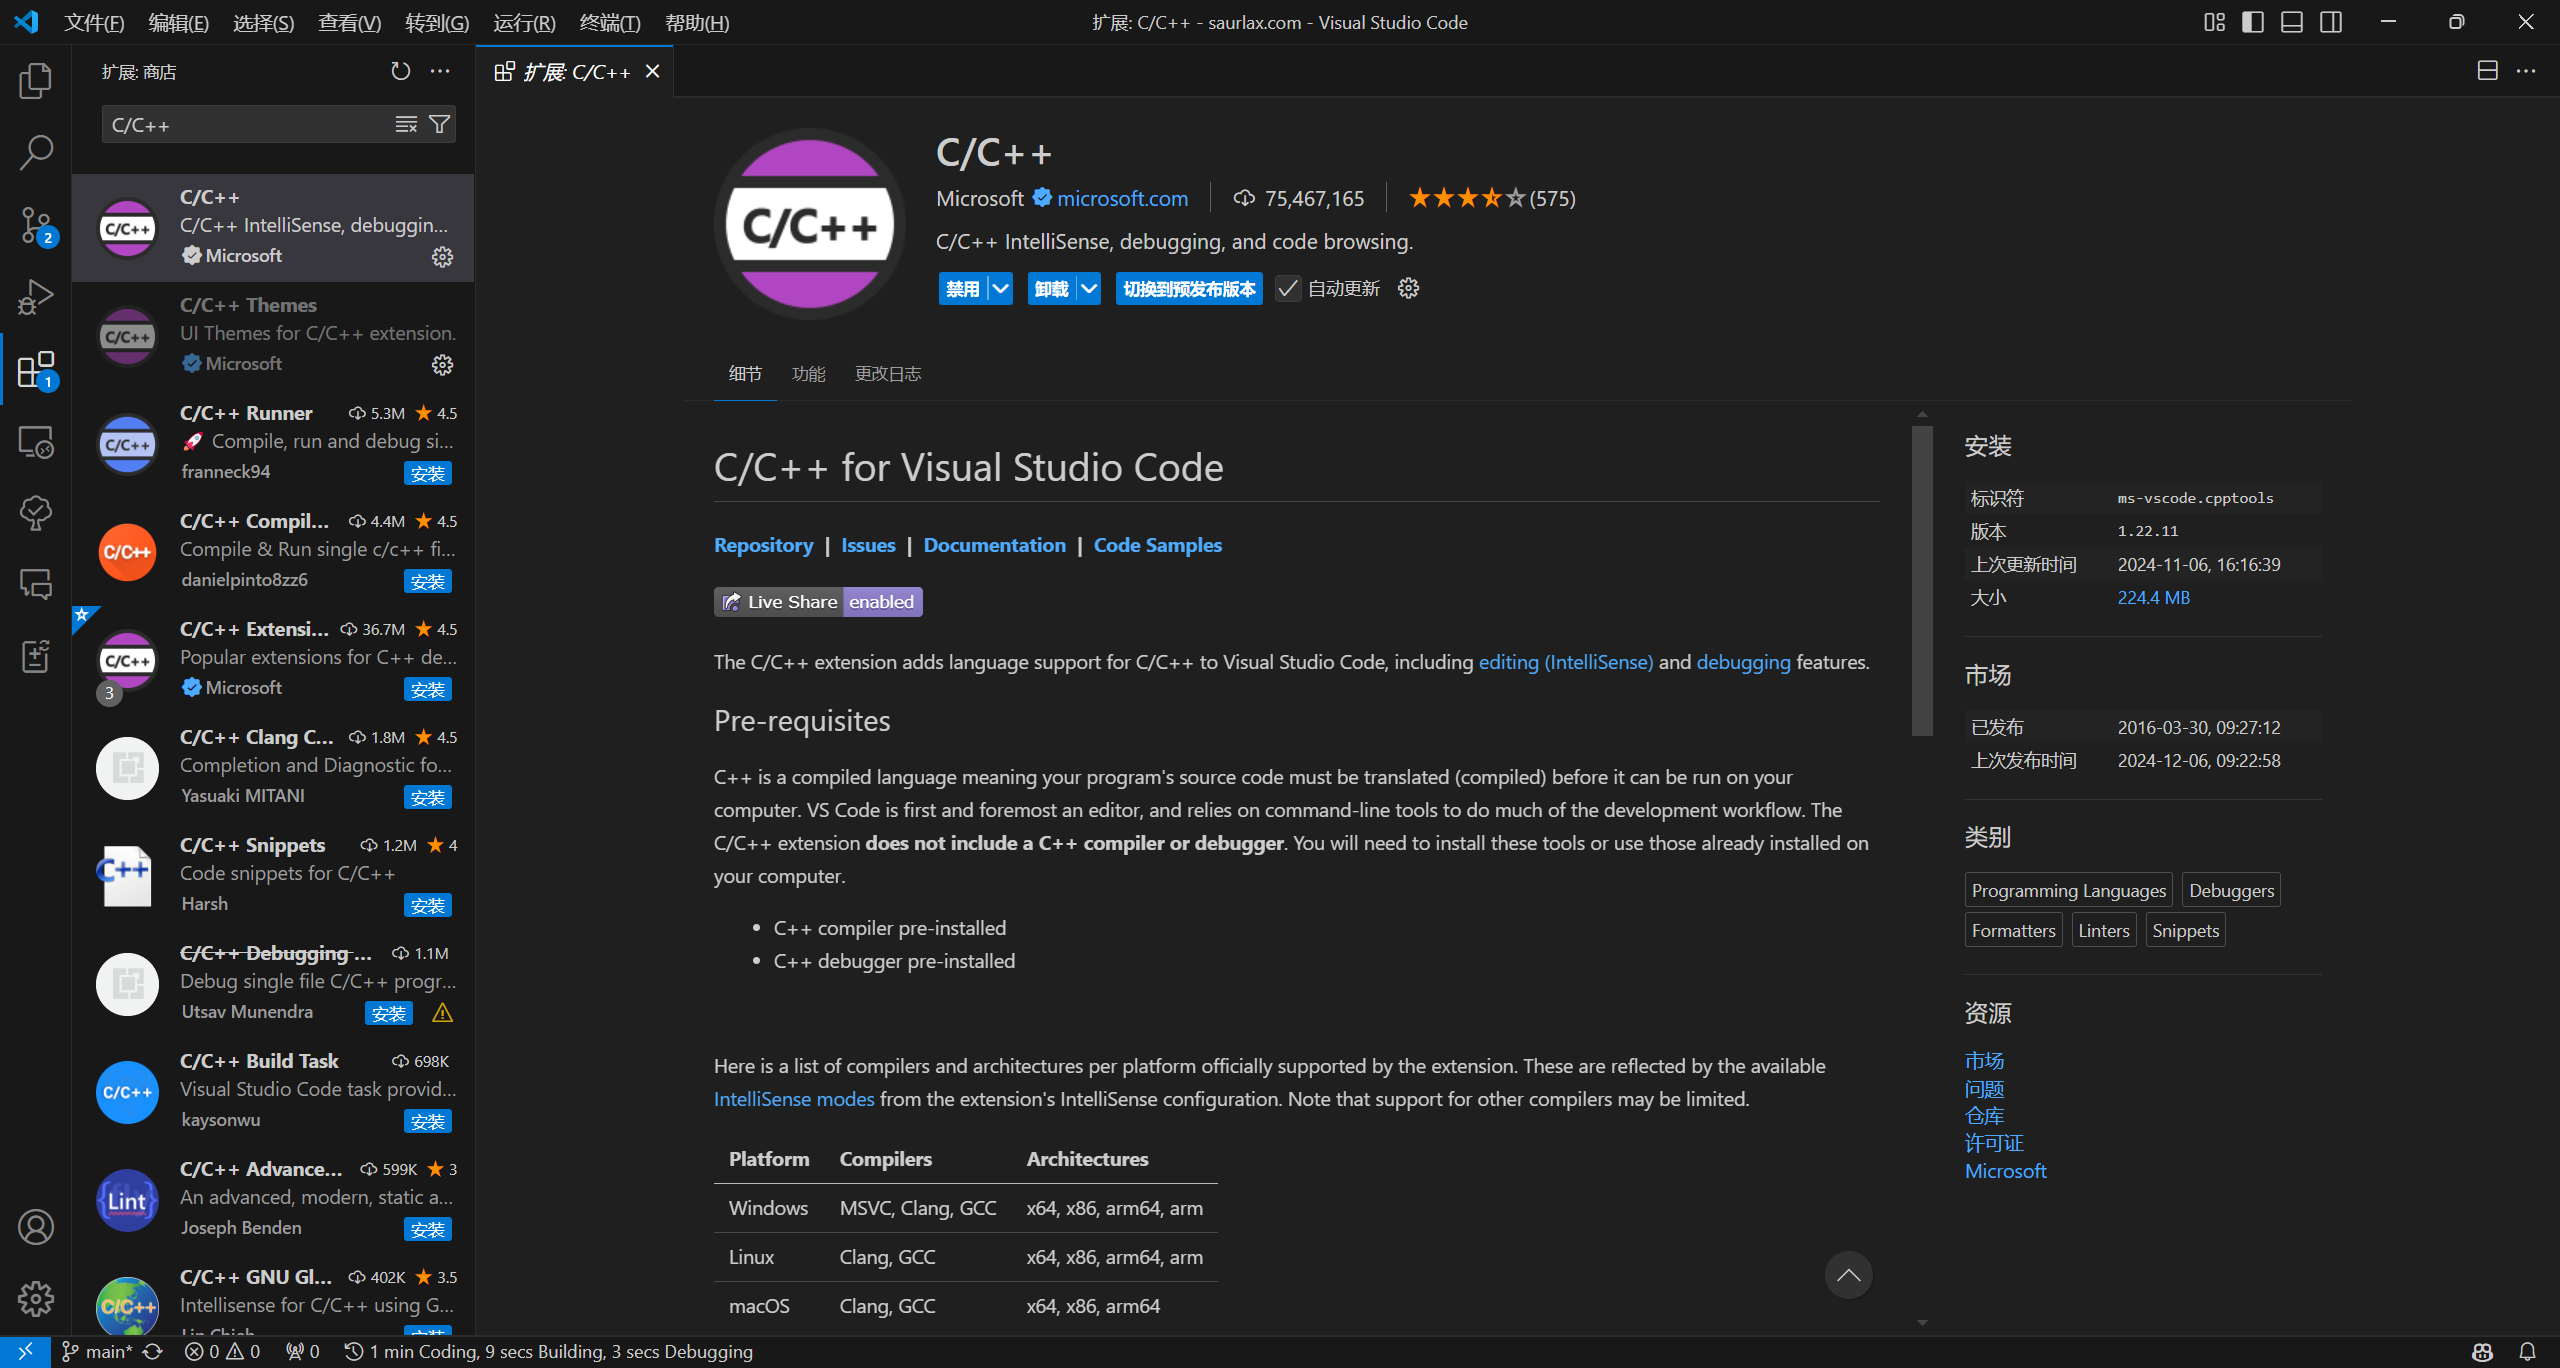 文件(F) 编辑(E) 选择(S) 查看(V) 转到(G) 运行(R) 终端(T) 帮助(H)
扩展: C/C++ - saurlax.com - Visual Studio Code
扩展: 商店
C/C++
C/C++
C/C++ IntelliSense, debuggin...
Microsoft
C/C++ Themes
UI Themes for C/C++ extension.
Microsoft
C/C++ Runner 5.3M 4.5
🚀 Compile, run and debug si...
franneck94 安装
C/C++ Compil... 4.4M 4.5
Compile & Run single c/c++ fi...
danielpinto8zz6 安装
C/C++ Extensi... 36.7M 4.5
Popular extensions for C++ de...
3 Microsoft 安装
C/C++ Clang C... 1.8M 4.5
Completion and Diagnostic fo...
Yasuaki MITANI 安装
C/C++ Snippets 1.2M 4
Code snippets for C/C++
Harsh 安装
C/C++ Debugging ... 1.1M
Debug single file C/C++ progr...
Utsav Munendra 安装
C/C++ Build Task 698K
Visual Studio Code task provid...
kaysonwu 安装
C/C++ Advance... 599K 3
An advanced, modern, static a...
Joseph Benden 安装
C/C++ GNU Gl... 402K 3.5
Intellisense for C/C++ using G...
扩展: C/C++
C/C++
C/C++
Microsoft microsoft.com 75,467,165 (575)
C/C++ IntelliSense, debugging, and code browsing.
禁用 卸载 切换到预发布版本 自动更新
细节 功能 更改日志
C/C++ for Visual Studio Code
Repository | Issues | Documentation | Code Samples
Live Share enabled
The C/C++ extension adds language support for C/C++ to Visual Studio Code, including editing (IntelliSense) and debugging features.
Pre-requisites
C++ is a compiled language meaning your program's source code must be translated (compiled) before it can be run on your
computer. VS Code is first and foremost an editor, and relies on command-line tools to do much of the development workflow. The
C/C++ extension does not include a C++ compiler or debugger. You will need to install these tools or use those already installed on
your computer.
• C++ compiler pre-installed
• C++ debugger pre-installed
Here is a list of compilers and architectures per platform officially supported by the extension. These are reflected by the available
IntelliSense modes from the extension's IntelliSense configuration. Note that support for other compilers may be limited.
Platform Compilers Architectures
Windows MSVC, Clang, GCC x64, x86, arm64, arm
Linux Clang, GCC x64, x86, arm64, arm
macOS Clang, GCC x64, x86, arm64
安装
标识符 ms-vscode.cpptools
版本 1.22.11
上次更新时间 2024-11-06, 16:16:39
大小 224.4 MB
市场
已发布 2016-03-30, 09:27:12
上次发布时间 2024-12-06, 09:22:58
类别
Programming Languages Debuggers
Formatters Linters Snippets
资源
市场
问题
仓库
许可证
Microsoft
2
1
main* 0 0 0 1 min Coding, 9 secs Building, 3 secs Debugging